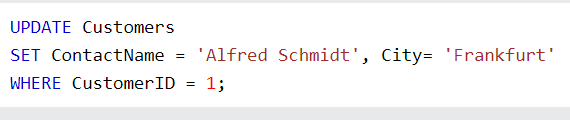 UPDATE Customers
SET ContactName = 'Alfred Schmidt', City= 'Frankfurt'
WHERE CustomerID = 1;